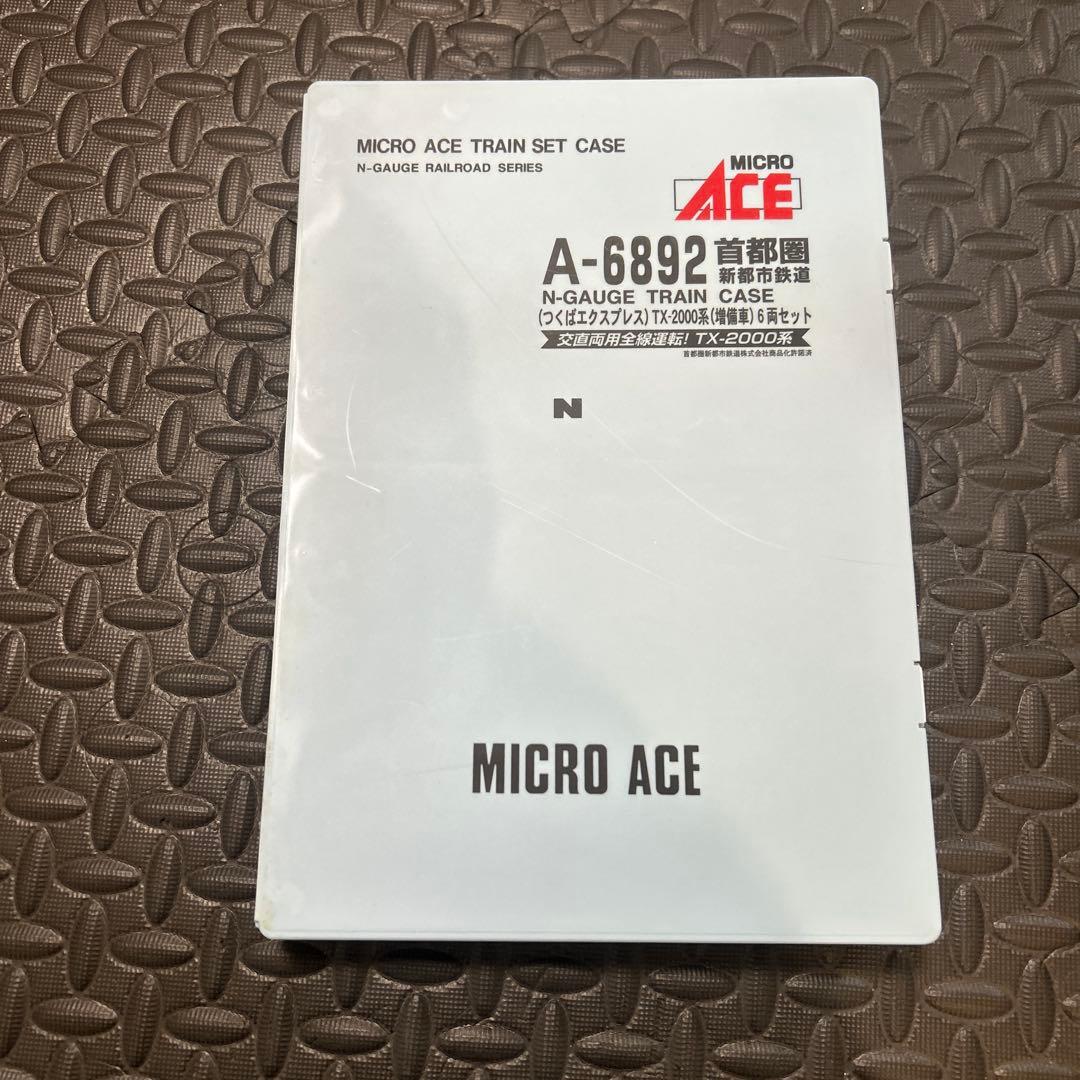 MICRO ACE TRAIN SET CASE
N-GAUGE RAILROAD SERIES
MICRO
ACE
A-6892 首都圏
新都市鉄道
N-GAUGE TRAIN CASE
(つくばエクスプレス)TX-2000系(増備車)6両セット
交直両用全線運転! TX-2000系
首都圏新都市鉄道株式会社商品化許諾済
N
MICRO ACE